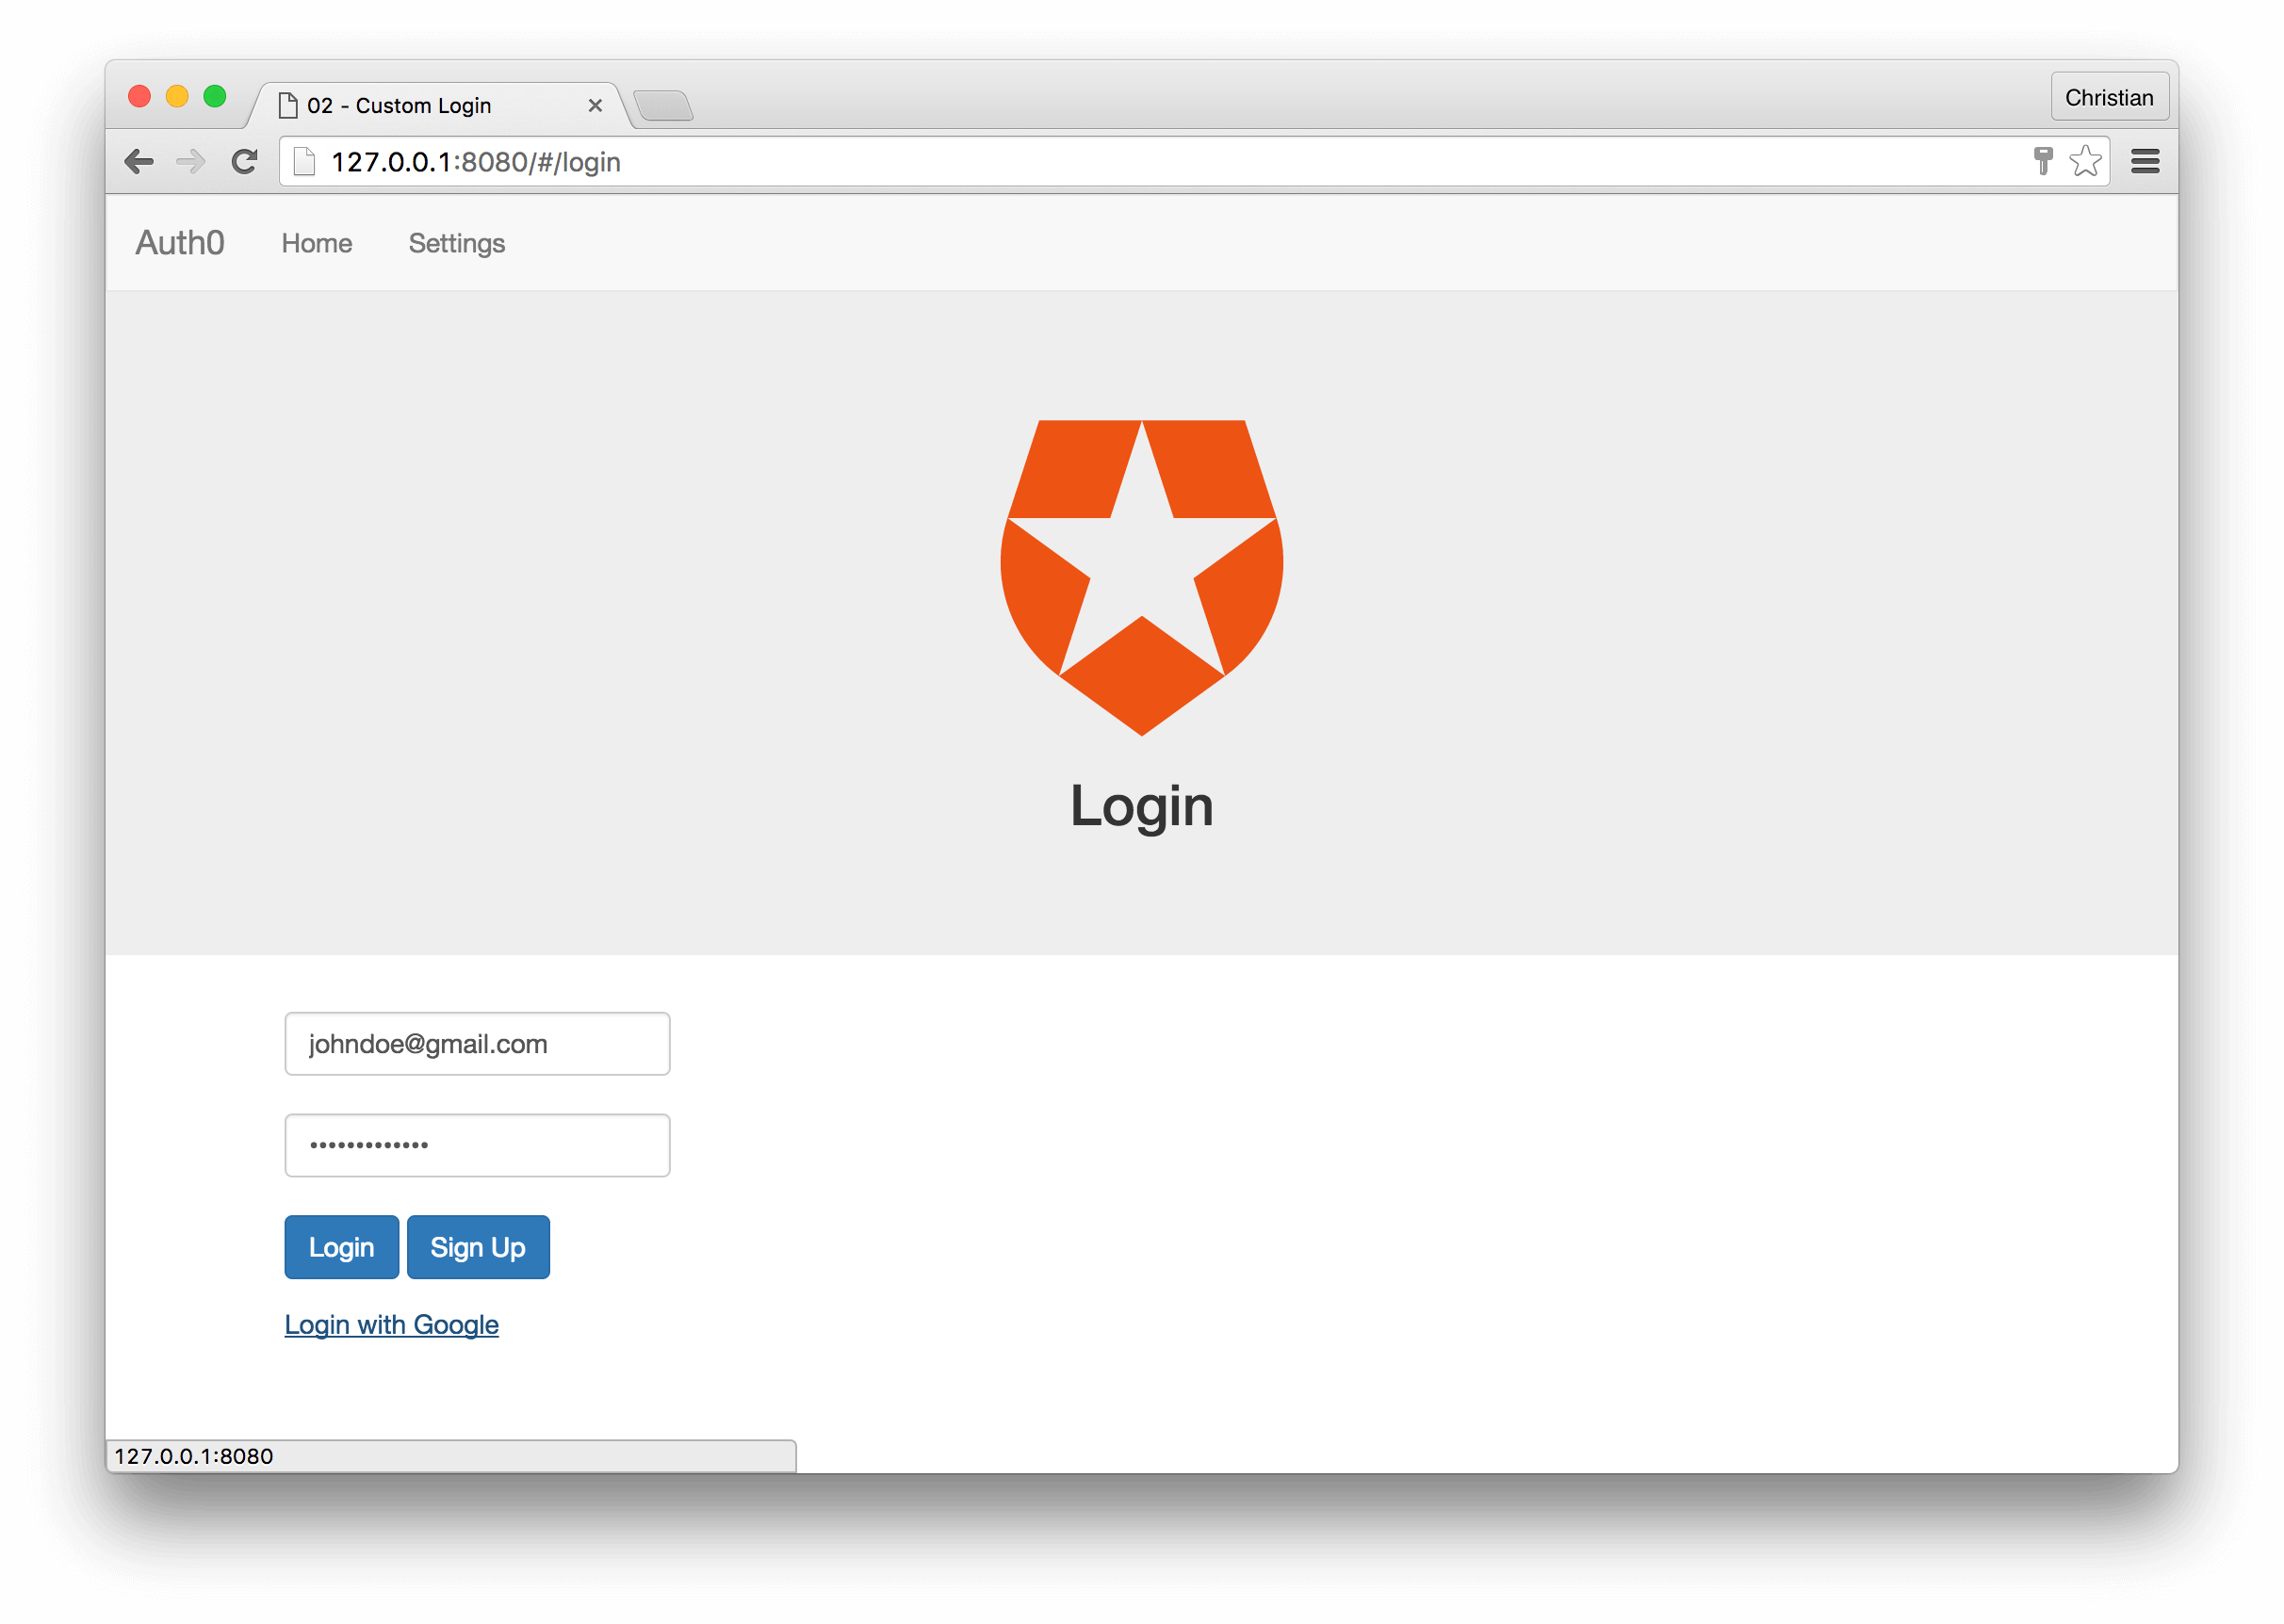 02 - Custom Login
Christian
127.0.0.1:8080/#/login
Auth0 Home Settings
Login
johndoe@gmail.com
•••••••••••••
Login Sign Up
Login with Google
127.0.0.1:8080